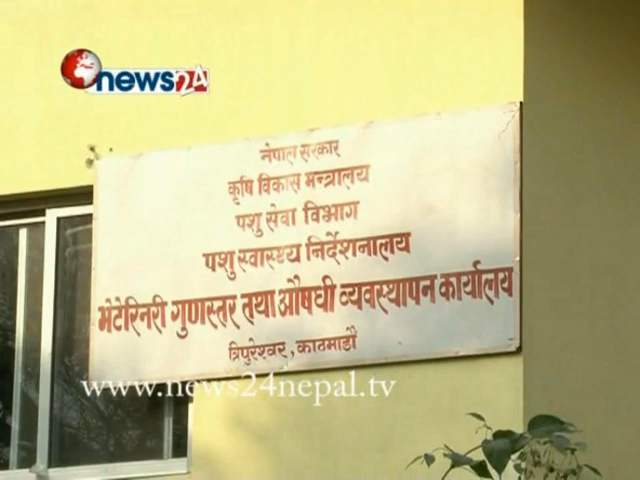 news24
नेपाल सरकार
कृषि विकास मन्त्रालय
पशु सेवा विभाग
पशु स्वास्थ्य निर्देशनालय
भेटेरिनरी गुणस्तर तथा औषधी व्यवस्थापन कार्यालय
त्रिपुरेश्वर, काठमाडौं
www.news24nepal.tv